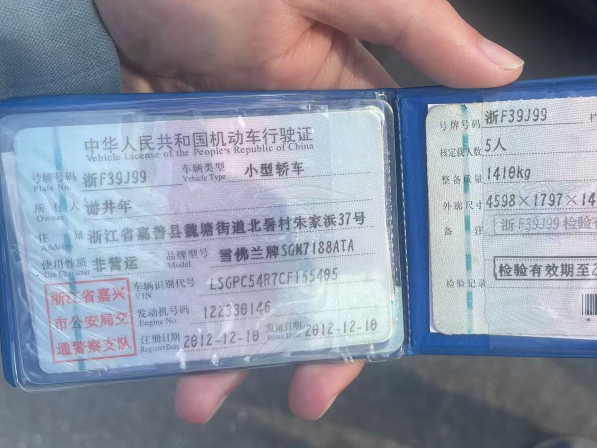 中华人民共和国机动车行驶证
Vehicle License of the People's Republic of China
号牌号码 浙F39J99 车辆类型 小型轿车
Plate No. Vehicle Type
所有人 游井年
Owner
住址 浙江省嘉善县魏塘街道北暑村朱家浜37号
Address
使用性质 非营运 品牌型号 雪佛兰牌SGM7188ATA
Use Character Model
车辆识别代号 LSGPC54R7CF155405
VIN
发动机号码 122330146
Engine No.
注册日期 2012-12-10 发证日期 2012-12-10
Register Date Issue Date
浙江省嘉兴
市公安局交
通警察支队
号牌号码 浙F39J99
核定载人数 5人
整备质量 1410kg
外廓尺寸 4598×1797×14
备注 浙F39J99检验有
检验有效期至2
检验记录